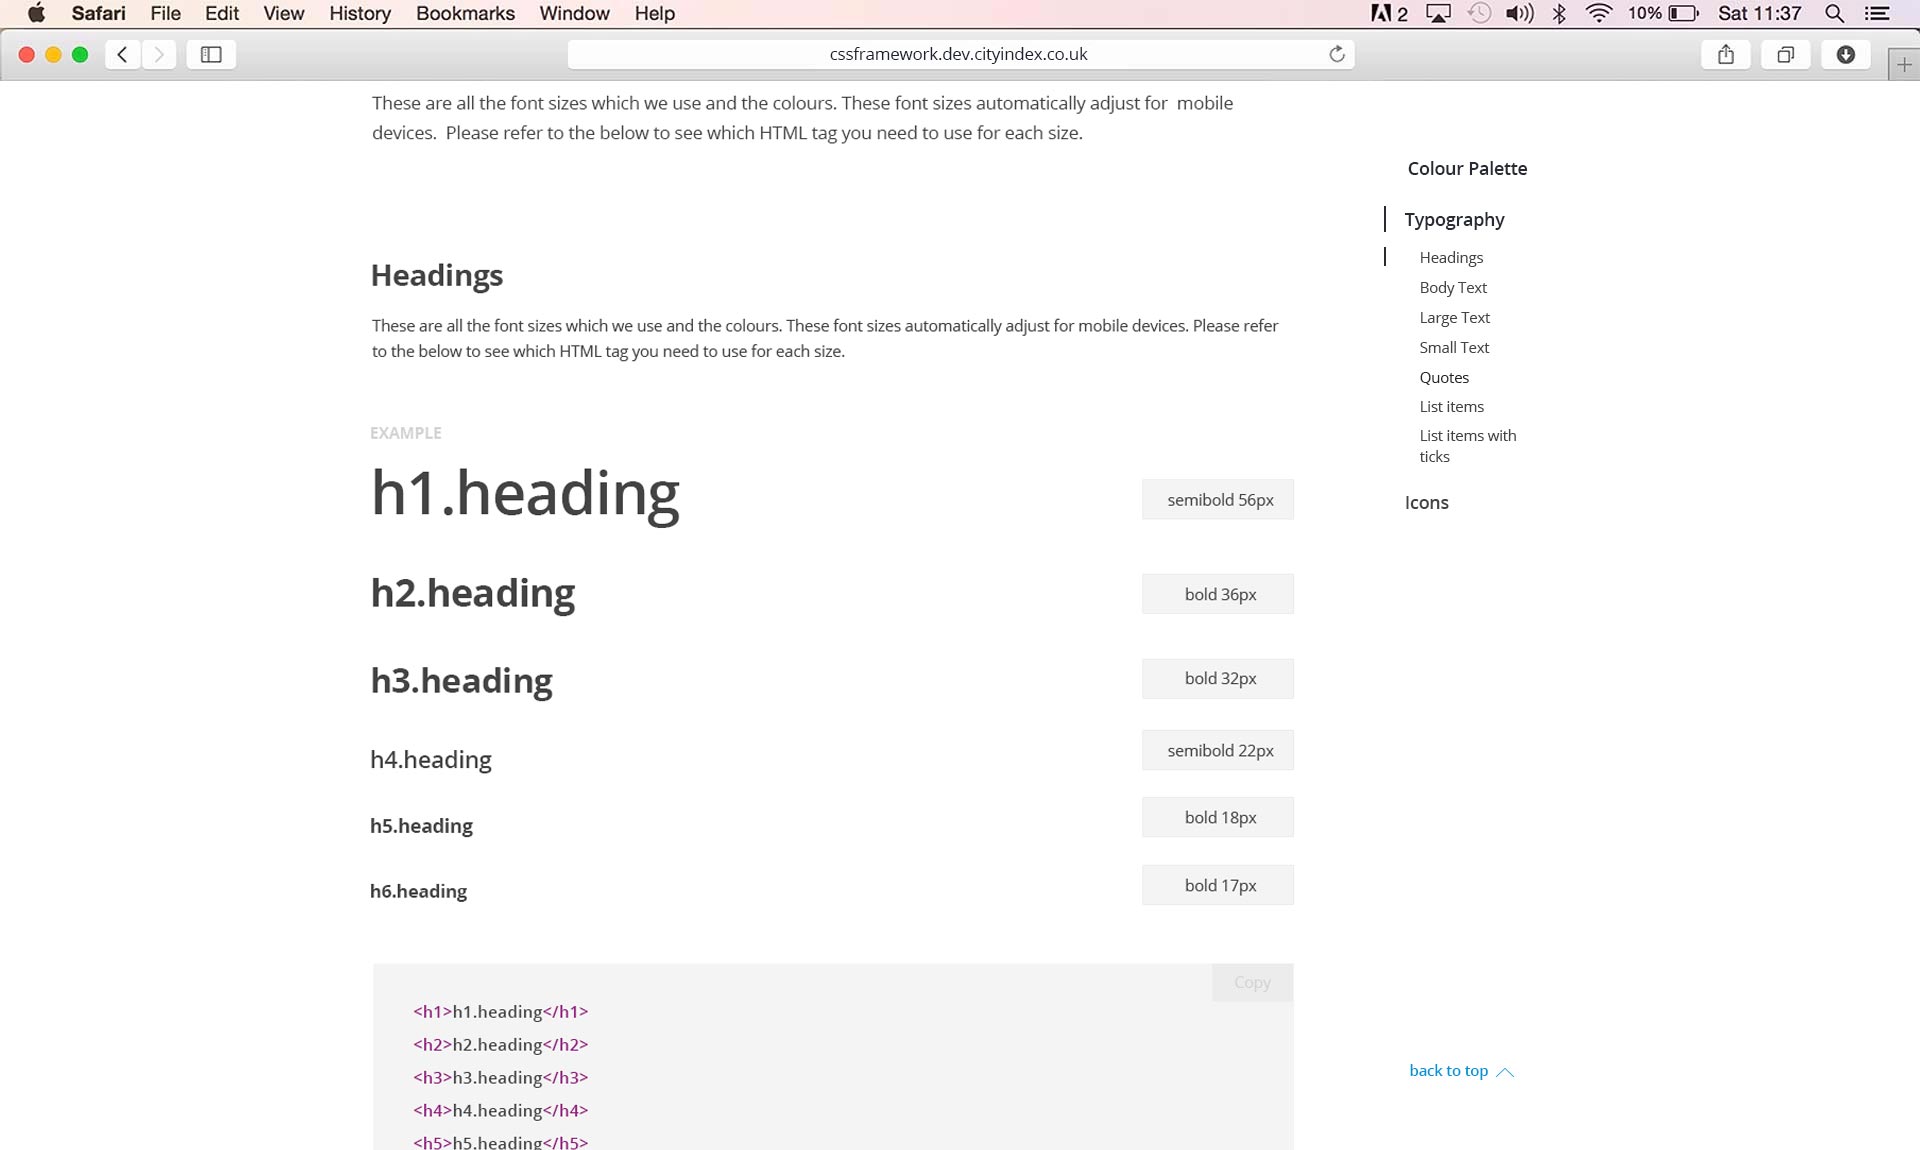 Safari File Edit View History Bookmarks Window Help 2 10% Sat 11:37
cssframework.dev.cityindex.co.uk
These are all the font sizes which we use and the colours. These font sizes automatically adjust for mobile
devices. Please refer to the below to see which HTML tag you need to use for each size.
Colour Palette
Typography
Headings
Body Text
Large Text
Small Text
Quotes
List items
List items with
ticks
Icons
Headings
These are all the font sizes which we use and the colours. These font sizes automatically adjust for mobile devices. Please refer
to the below to see which HTML tag you need to use for each size.
EXAMPLE
h1.heading semibold 56px
h2.heading bold 36px
h3.heading bold 32px
h4.heading semibold 22px
h5.heading bold 18px
h6.heading bold 17px
Copy
<h1>h1.heading</h1>
<h2>h2.heading</h2>
<h3>h3.heading</h3>
<h4>h4.heading</h4>
<h5>h5.heading</h5>
back to top